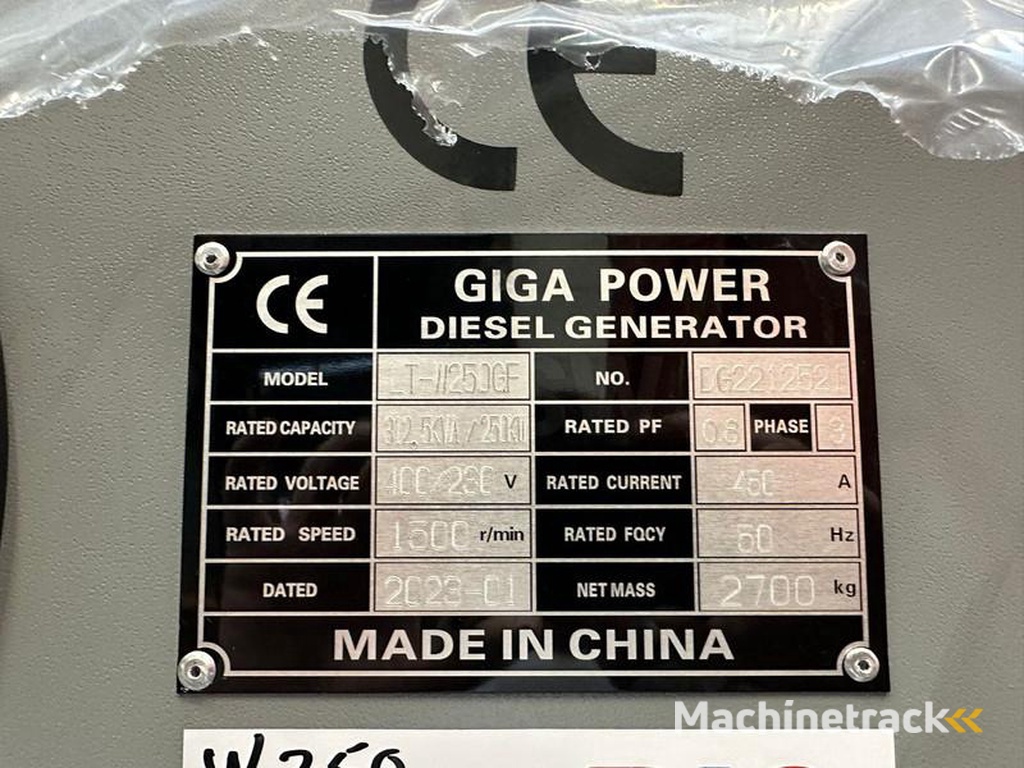 CE
CE
GIGA POWER
DIESEL GENERATOR
MODEL LT-W250GF NO.
RATED CAPACITY 312,5KVA/250KW RATED PF 0.8 PHASE 3
RATED VOLTAGE 400/230 V RATED CURRENT 450 A
RATED SPEED 1500 r/min RATED FQCY 50 Hz
DATED 2023-01 NET MASS 2700 kg
MADE IN CHINA
Machinetrack
W250